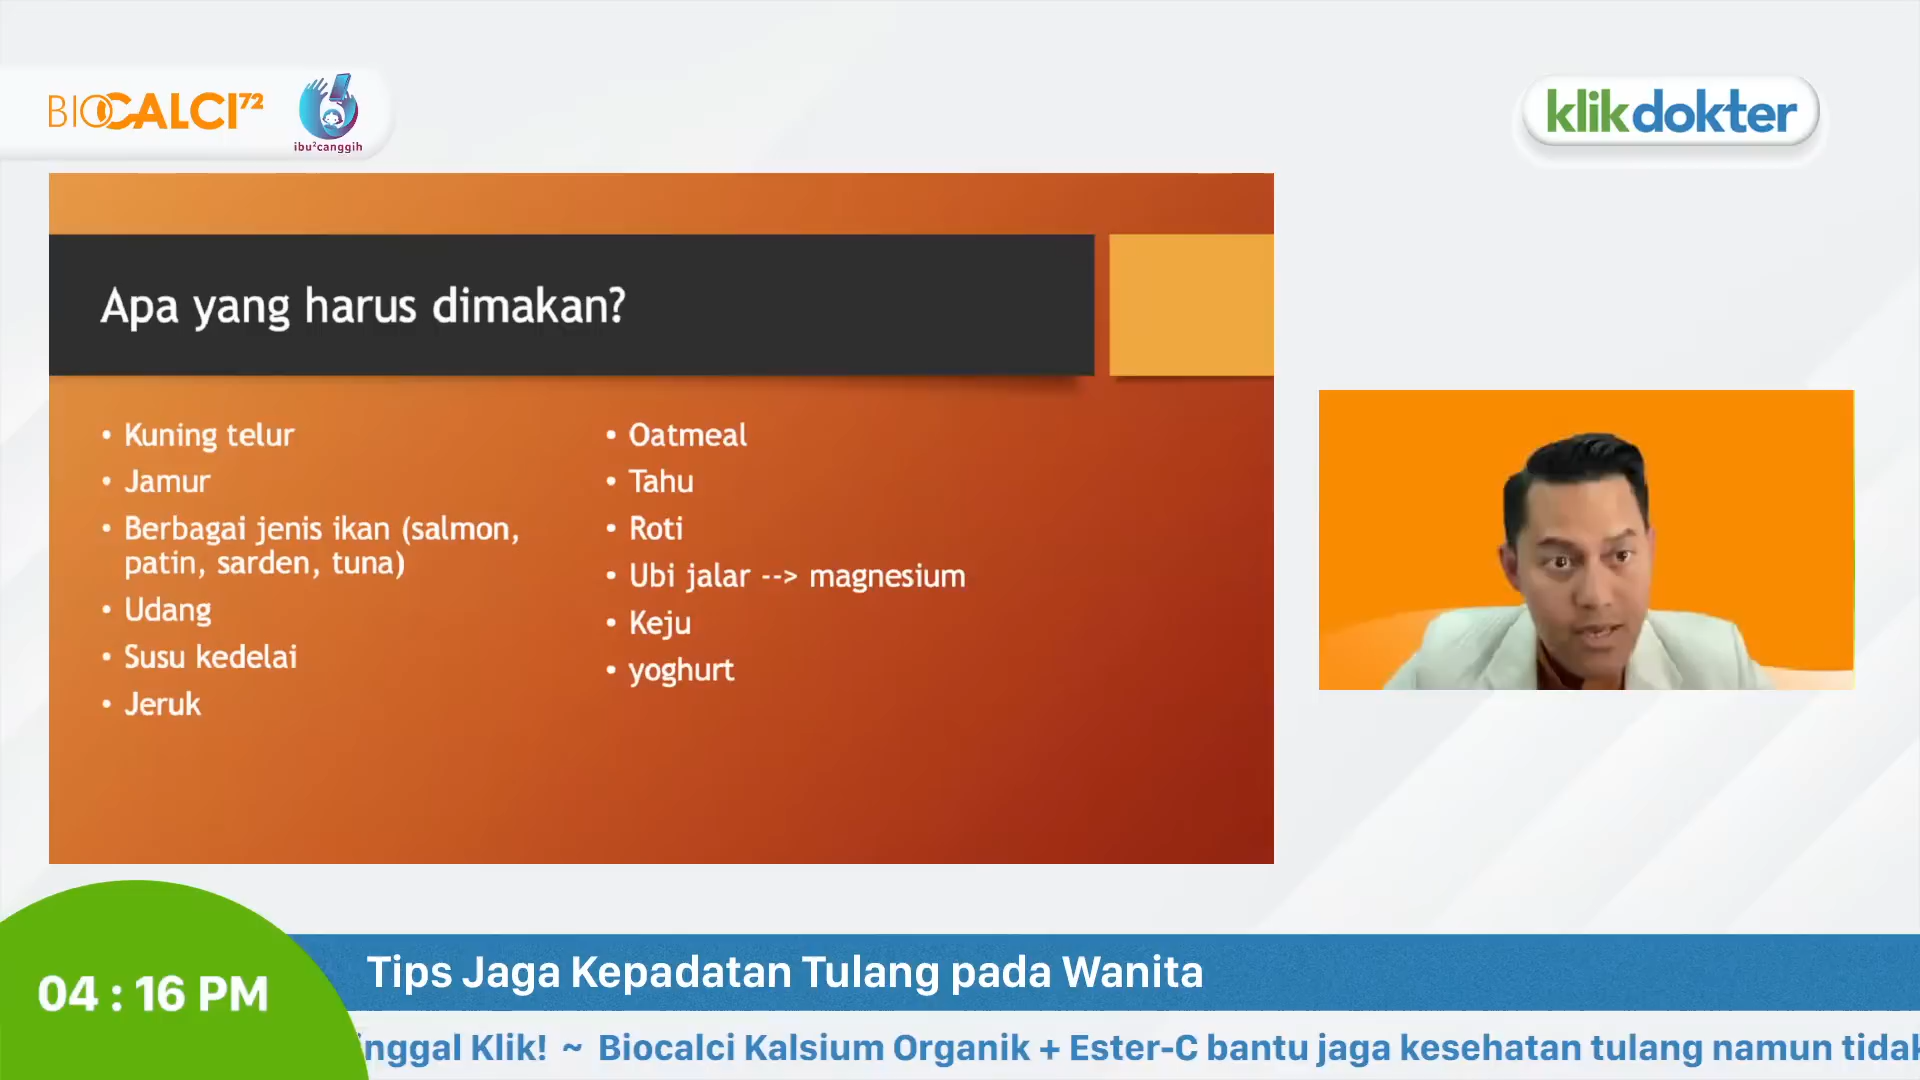 BIOCALCI72
ibu²canggih
klikdokter
Apa yang harus dimakan?
• Kuning telur
• Jamur
• Berbagai jenis ikan (salmon,
patin, sarden, tuna)
• Udang
• Susu kedelai
• Jeruk
• Oatmeal
• Tahu
• Roti
• Ubi jalar --> magnesium
• Keju
• yoghurt
Tips Jaga Kepadatan Tulang pada Wanita
04 : 16 PM
inggal Klik! ~ Biocalci Kalsium Organik + Ester-C bantu jaga kesehatan tulang namun tidak